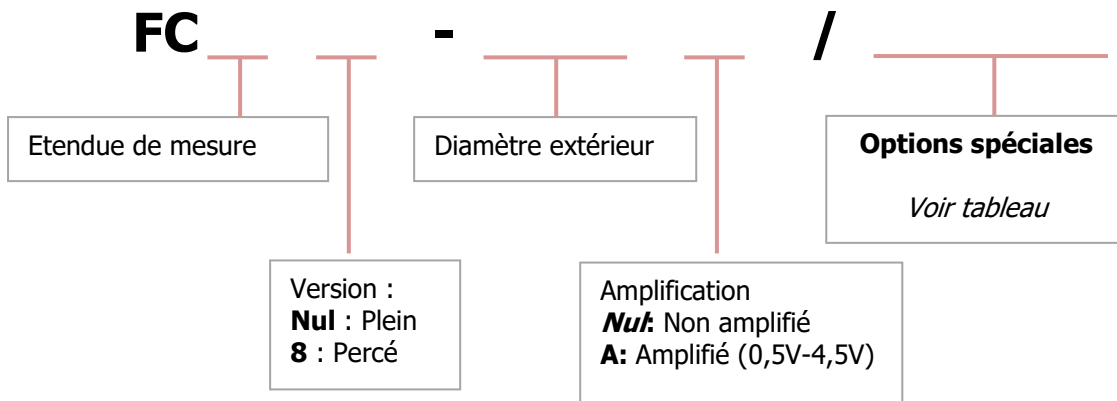 FC - /
Etendue de mesure
Diamètre extérieur
Options spéciales
Voir tableau
Version :
Nul : Plein
8 : Percé
Amplification
Nul: Non amplifié
A: Amplifié (0,5V-4,5V)